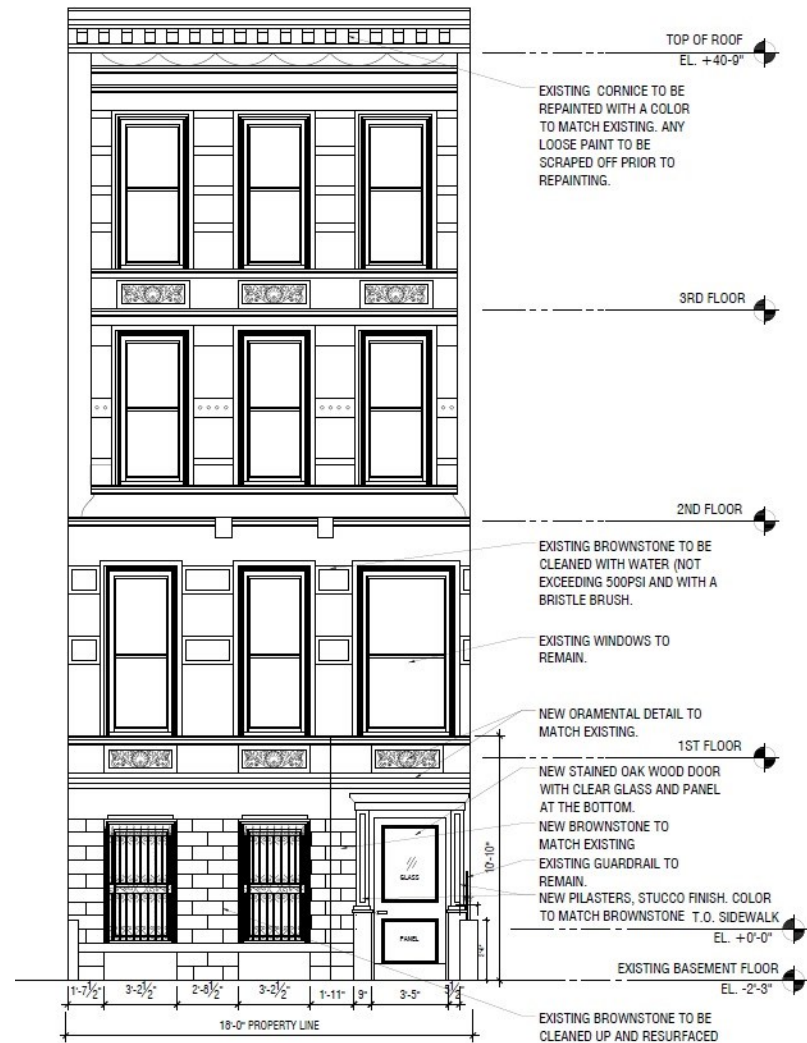 TOP OF ROOF
EL. +40-9"
EXISTING CORNICE TO BE
REPAINTED WITH A COLOR
TO MATCH EXISTING. ANY
LOOSE PAINT TO BE
SCRAPED OFF PRIOR TO
REPAINTING.
3RD FLOOR
2ND FLOOR
EXISTING BROWNSTONE TO BE
CLEANED WITH WATER (NOT
EXCEEDING 500PSI AND WITH A
BRISTLE BRUSH.
EXISTING WINDOWS TO
REMAIN.
NEW ORAMENTAL DETAIL TO
MATCH EXISTING.
1ST FLOOR
NEW STAINED OAK WOOD DOOR
WITH CLEAR GLASS AND PANEL
AT THE BOTTOM.
NEW BROWNSTONE TO
MATCH EXISTING
EXISTING GUARDRAIL TO
REMAIN.
NEW PILASTERS, STUCCO FINISH. COLOR
TO MATCH BROWNSTONE
T.O. SIDEWALK
EL. +0'-0"
EXISTING BASEMENT FLOOR
EL. -2'-3"
EXISTING BROWNSTONE TO BE
CLEANED UP AND RESURFACED
GLASS
PANEL
10'-10"
1'-7½"
3'-2½"
2'-8½"
3'-2½"
1'-11"
9"
3'-5"
5½"
18'-0" PROPERTY LINE